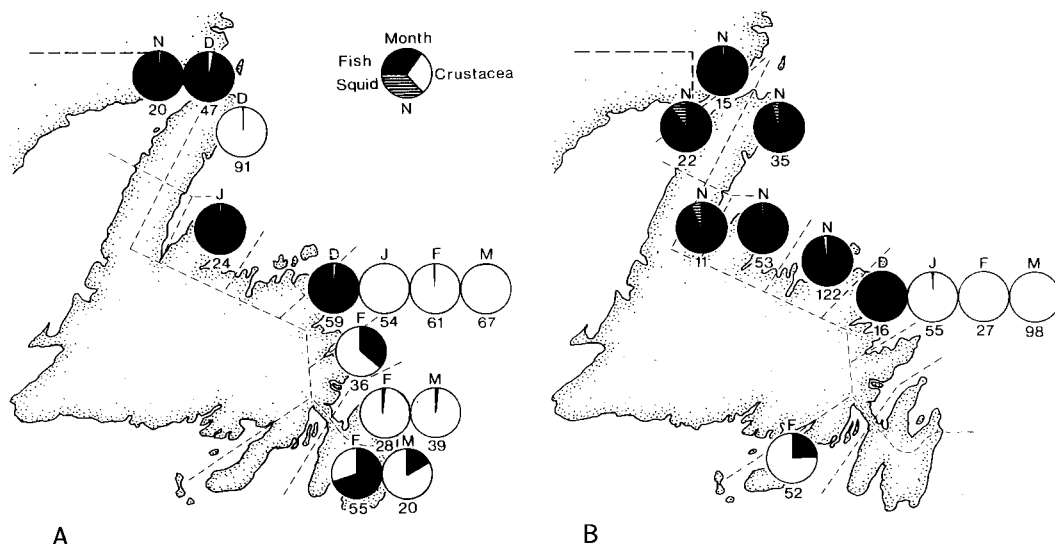 Month
Fish
Squid
Crustacea
N
N D
20 47
D
91
J
24
D J F M
59 54 61 67
F
36
F M
28 39
F M
55 20
A
N
15
N N
22 35
N N
11 53
N
122
D J F M
16 55 27 98
F
52
B